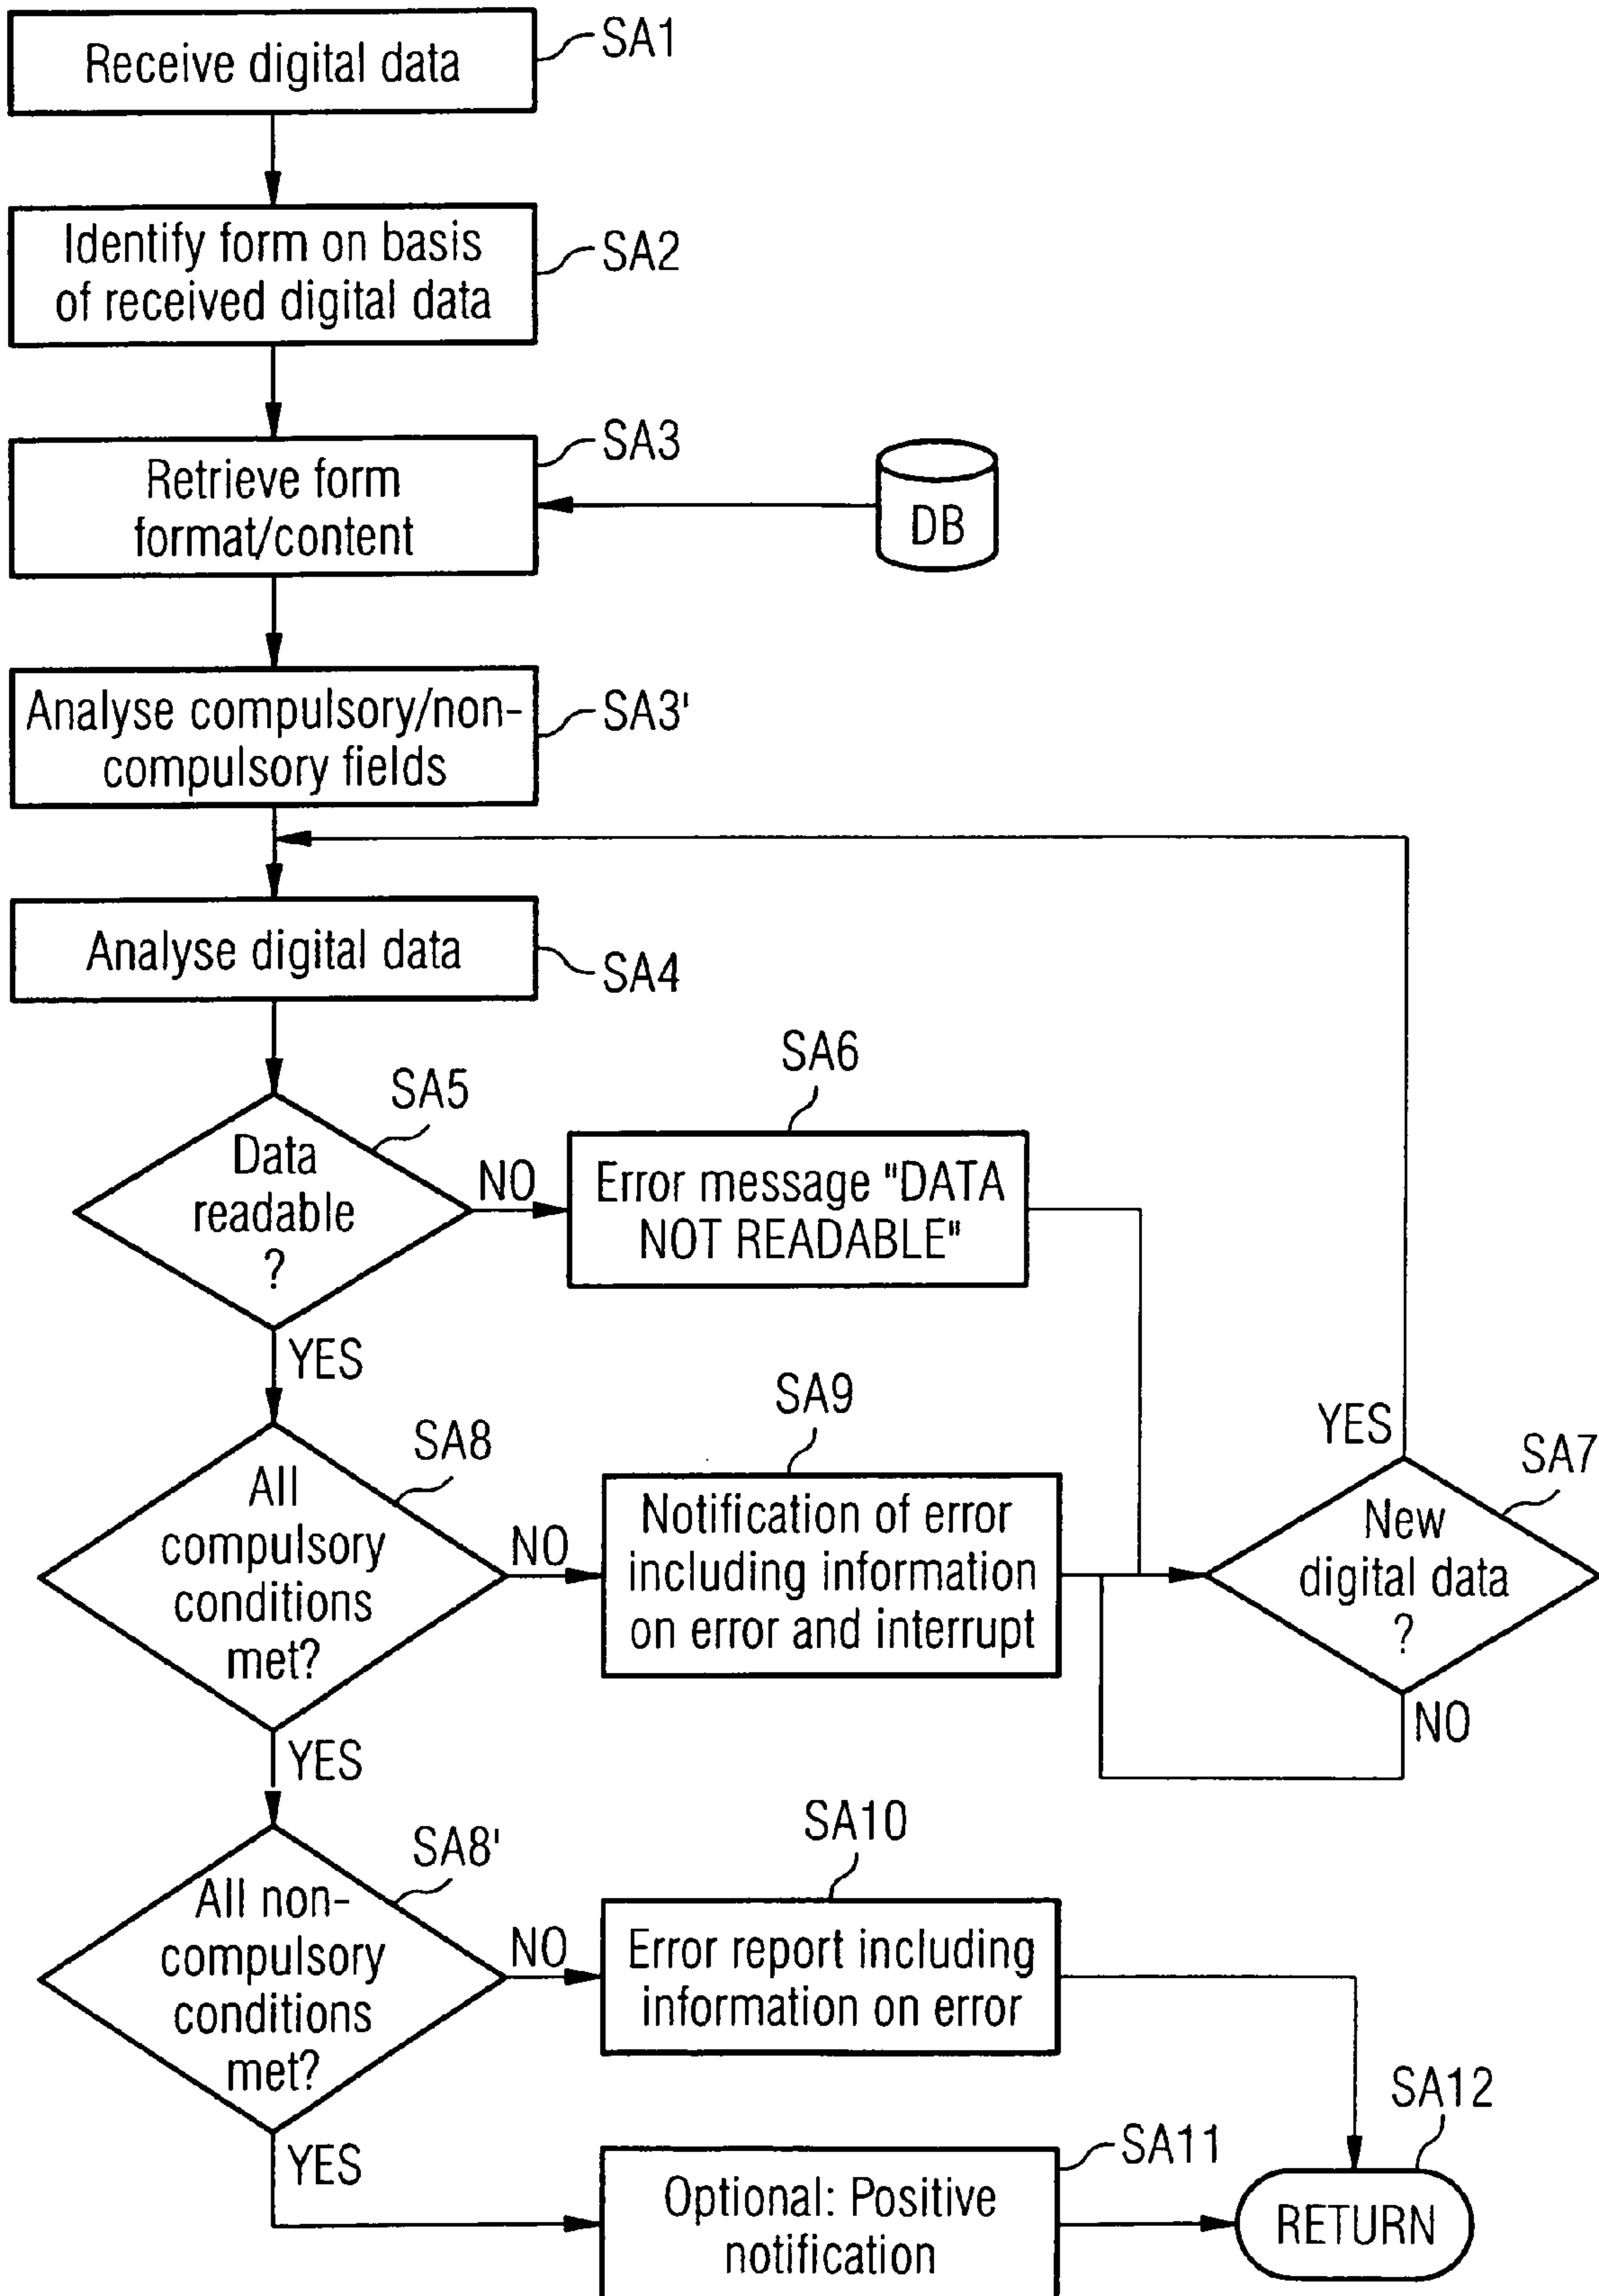 Receive digital data
SA1
Identify form on basis
of received digital data
SA2
Retrieve form
format/content
SA3
DB
Analyse compulsory/non-
compulsory fields
SA3'
Analyse digital data
SA4
Data
readable
?
SA5
NO
YES
SA6
Error message "DATA
NOT READABLE"
All
compulsory
conditions
met?
SA8
NO
YES
SA9
Notification of error
including information
on error and interrupt
YES
SA7
New
digital data
?
NO
All non-
compulsory
conditions
met?
SA8'
NO
YES
SA10
Error report including
information on error
SA11
Optional: Positive
notification
SA12
RETURN